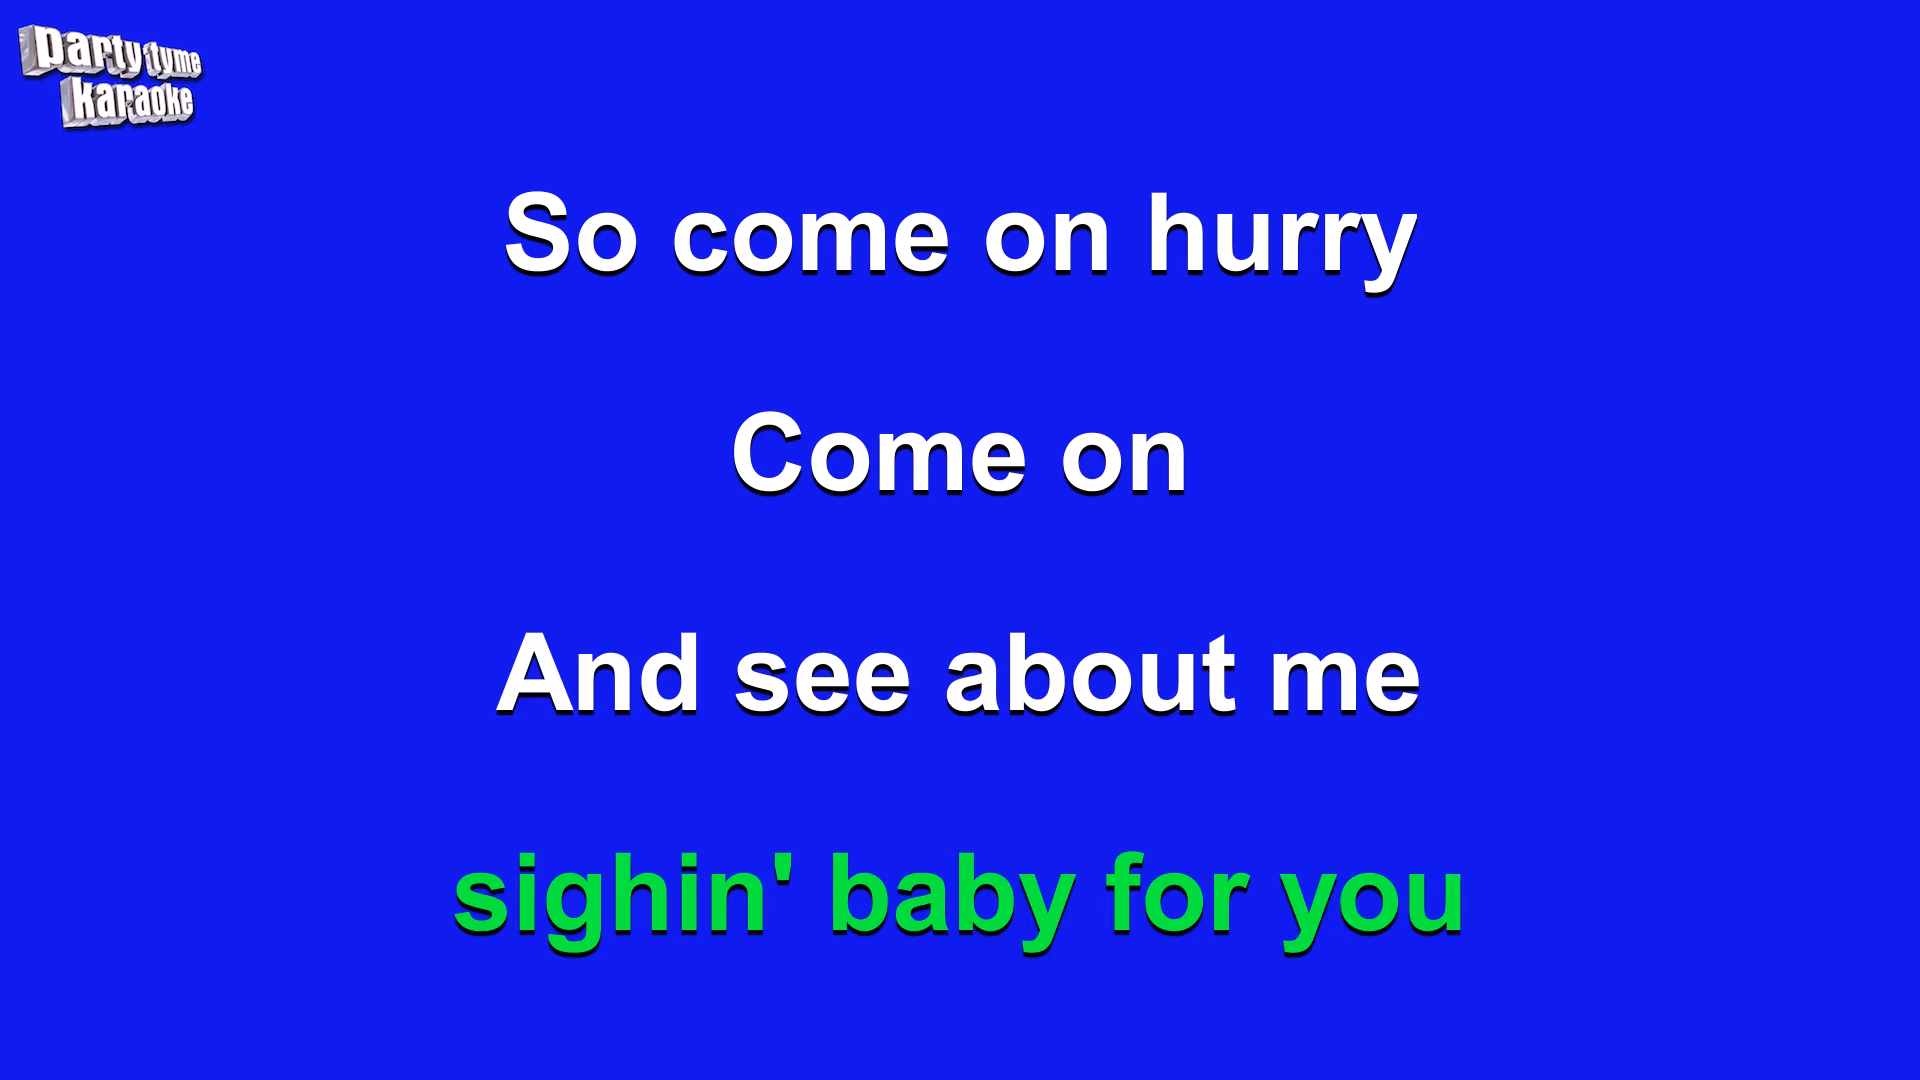 party tyme
karaoke
So come on hurry
Come on
And see about me
sighin' baby for you